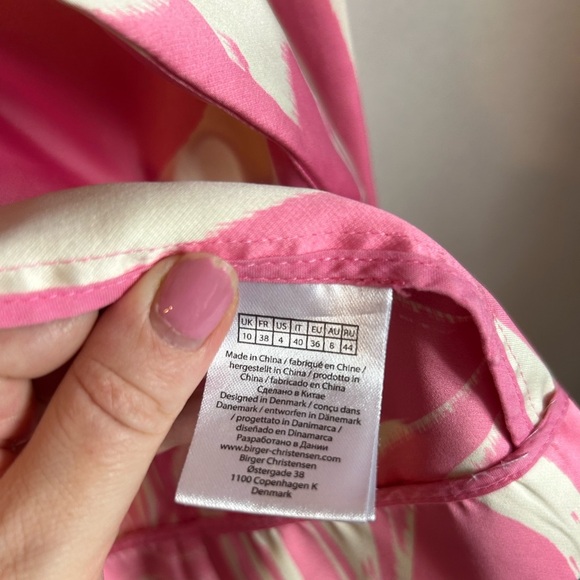 UK FR US IT EU AU RU
10 38 4 40 36 8 44
Made in China / fabriqué en Chine /
hergestellt in China / prodotto in
China / fabricado en China
Сделано в Китае
Designed in Denmark / conçu dans
Danemark / entworfen in Dänemark
/ progettato in Danimarca /
diseñado en Dinamarca
Разработано в Дании
www.birger-christensen.com
Birger Christensen
Østergade 38
1100 Copenhagen K
Denmark